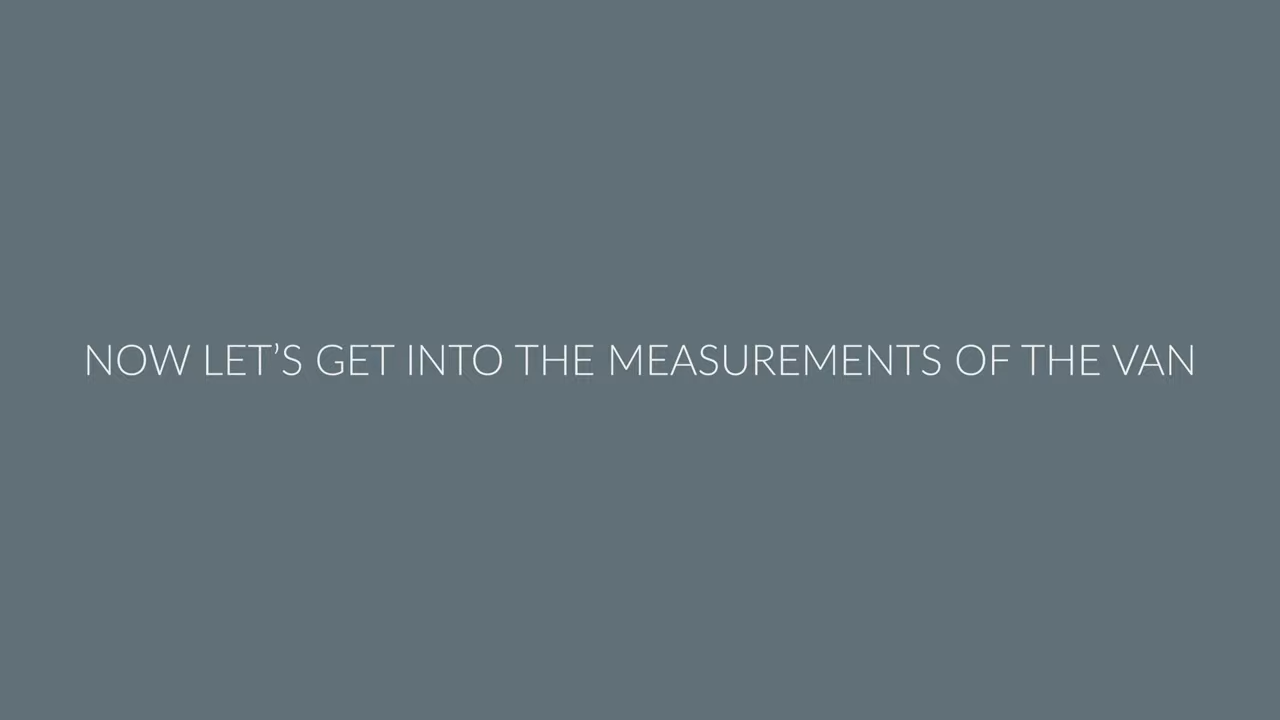 NOW LET’S GET INTO THE MEASUREMENTS OF THE VAN